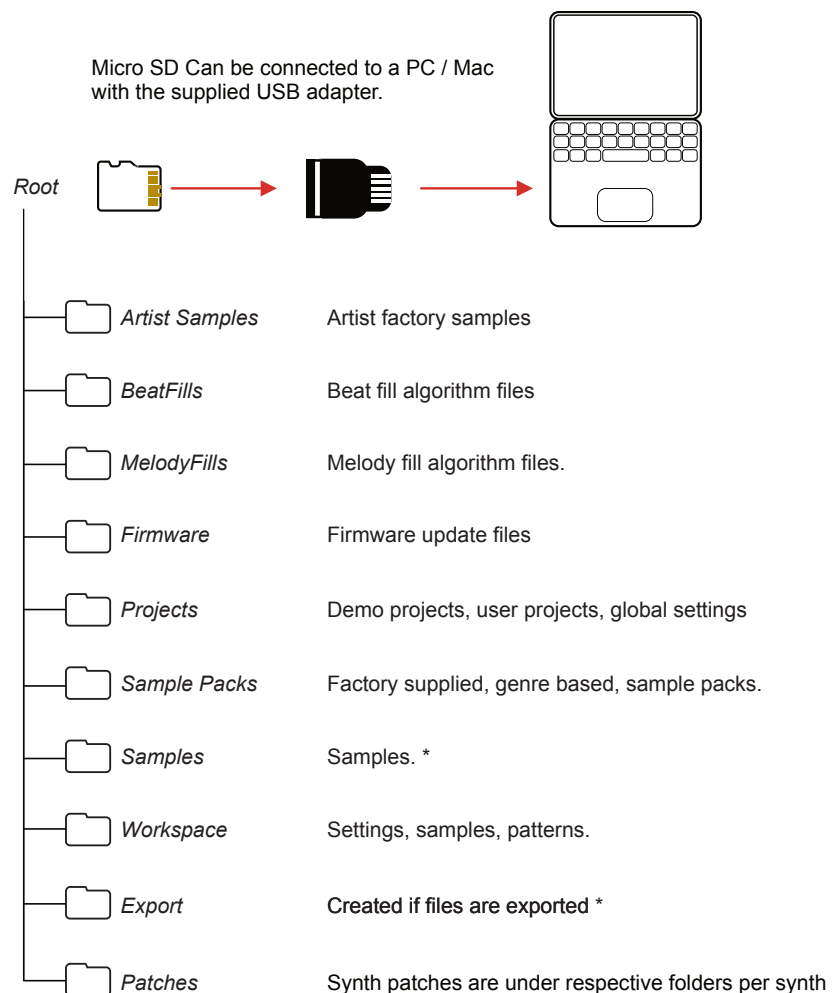 Micro SD Can be connected to a PC / Mac
with the supplied USB adapter.
Root
Artist Samples Artist factory samples
BeatFills Beat fill algorithm files
MelodyFills Melody fill algorithm files.
Firmware Firmware update files
Projects Demo projects, user projects, global settings
Sample Packs Factory supplied, genre based, sample packs.
Samples Samples. *
Workspace Settings, samples, patterns.
Export Created if files are exported *
Patches Synth patches are under respective folders per synth